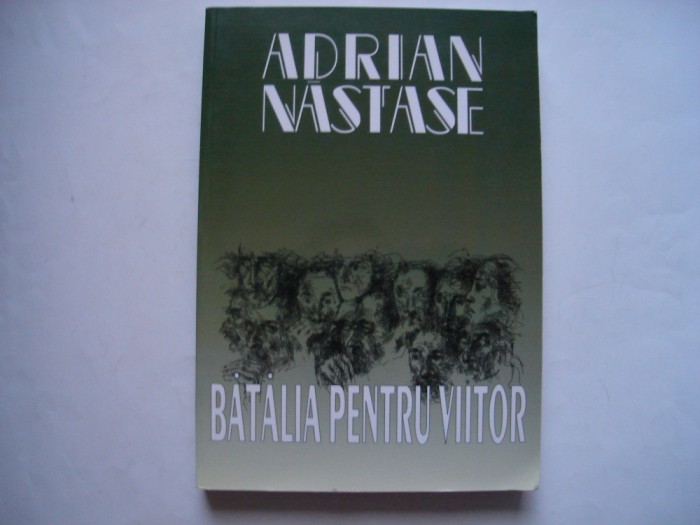 ADRIAN
NĂSTASE
BĂTĂLIA PENTRU VIITOR